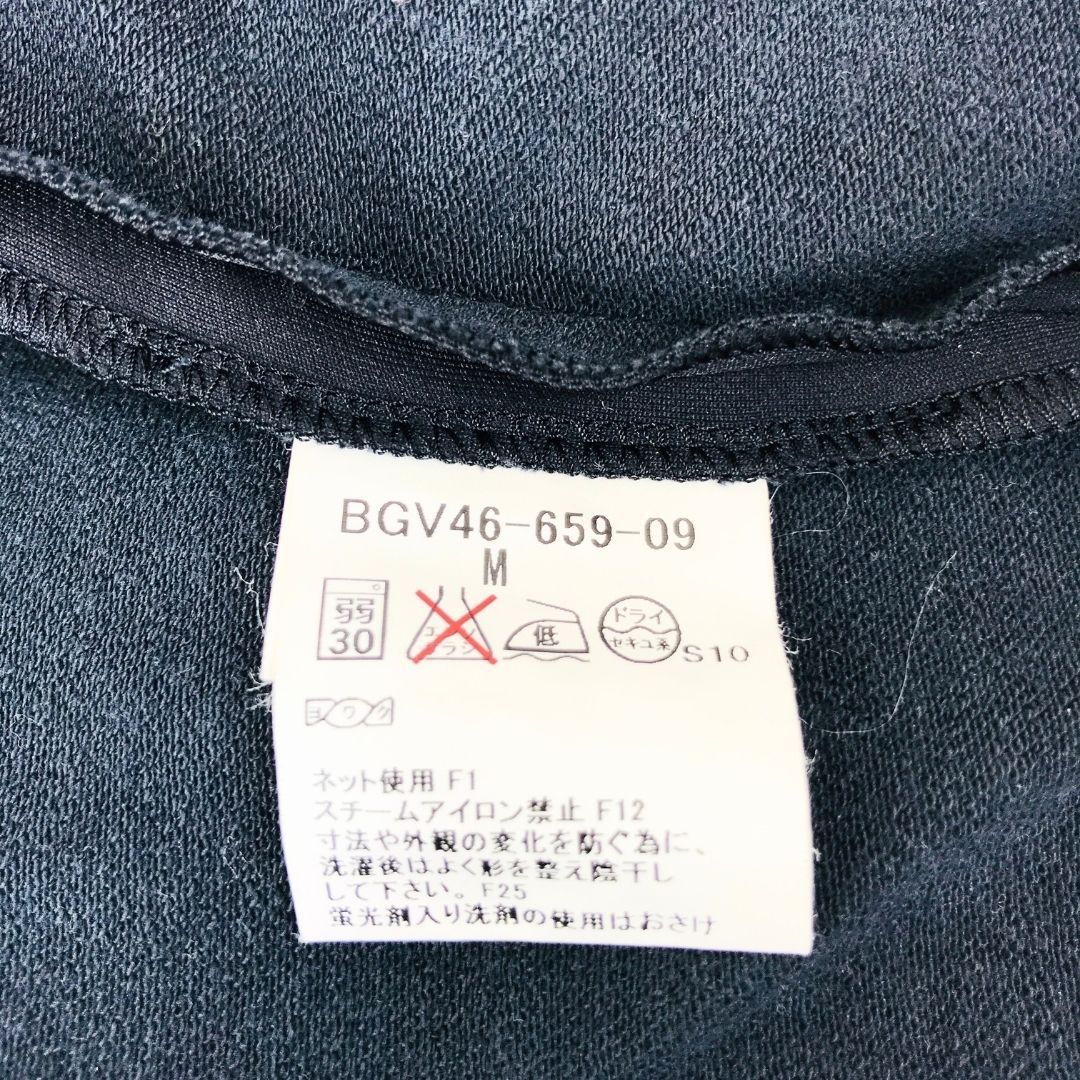 BGV46-659-09
M
弱
30
エンソ
サラシ
低
ドライ
セキユ系
S10
ヨワク
ネット使用 F1
スチームアイロン禁止 F12
寸法や外観の変化を防ぐ為に、
洗濯後はよく形を整え陰干し
して下さい。F25
蛍光剤入り洗剤の使用はおさけ